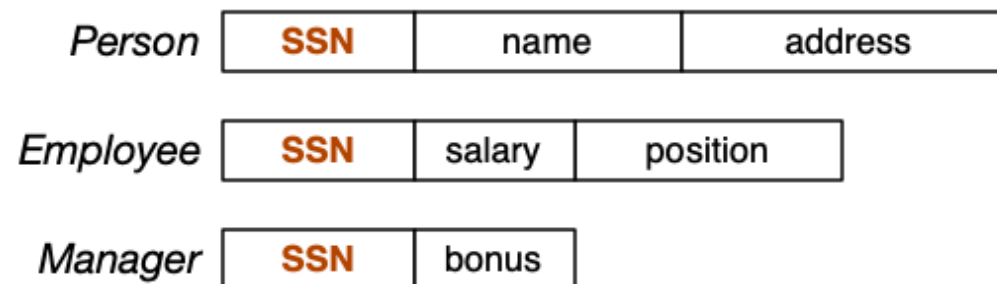 Person SSN name address
Employee SSN salary position
Manager SSN bonus